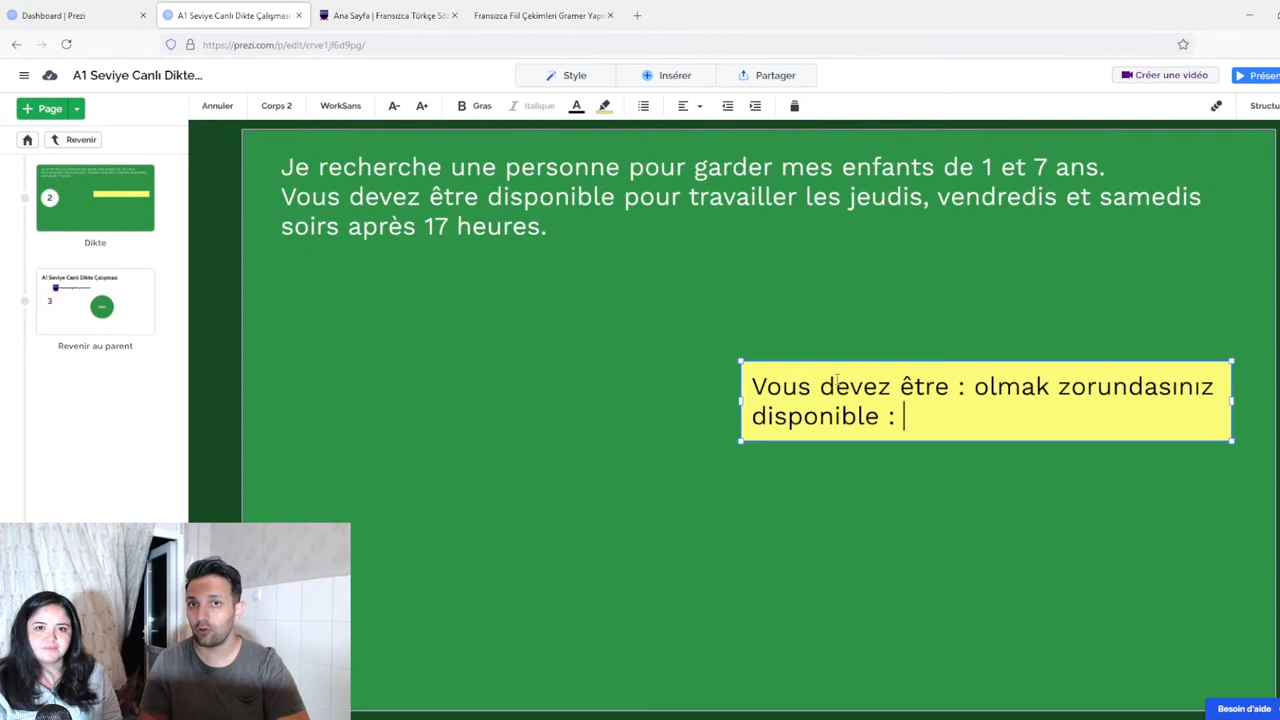 Dashboard | Prezi
A1 Seviye Canlı Dikte Çalışması
Ana Sayfa | Fransızca Türkçe Söz
Fransızca Fiil Çekimleri Gramer Yapı
https://prezi.com/p/edit/crve1jf6d9pg/
A1 Seviye Canlı Dikte...
Style
Insérer
Partager
Créer une vidéo
Présen
Page
Annuler
Corps 2
WorkSans
A-
A+
B Gras
I Italique
A
Structu
Revenir
2
Dikte
A1 Seviye Canlı Dikte Çalışması
3
Revenir au parent
Je recherche une personne pour garder mes enfants de 1 et 7 ans.
Vous devez être disponible pour travailler les jeudis, vendredis et samedis
soirs après 17 heures.
Vous devez être : olmak zorundasınız
disponible :
Besoin d'aide